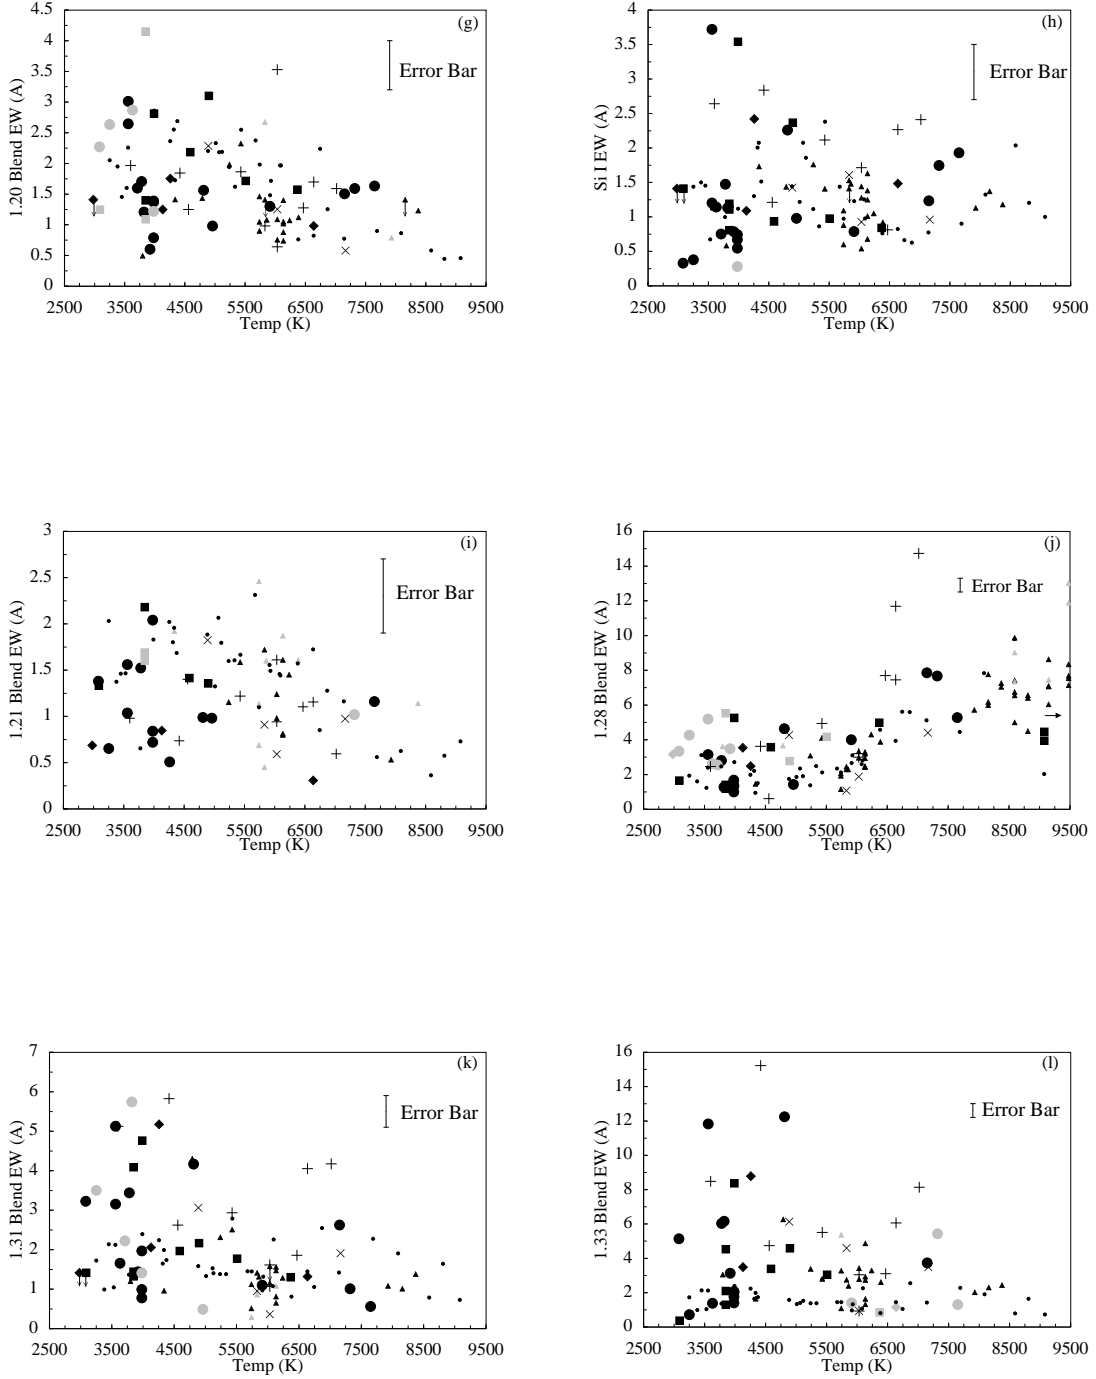 (g)
4.5
4
3.5
3
2.5
2
1.5
1
0.5
0
1.20 Blend EW (A)
Error Bar
2500 3500 4500 5500 6500 7500 8500 9500
Temp (K)
(h)
4
3.5
3
2.5
2
1.5
1
0.5
0
Si I EW (A)
Error Bar
2500 3500 4500 5500 6500 7500 8500 9500
Temp (K)
(i)
3
2.5
2
1.5
1
0.5
0
1.21 Blend EW (A)
Error Bar
2500 3500 4500 5500 6500 7500 8500 9500
Temp (K)
(j)
16
14
12
10
8
6
4
2
0
1.28 Blend EW (A)
Error Bar
2500 3500 4500 5500 6500 7500 8500 9500
Temp (K)
(k)
7
6
5
4
3
2
1
0
1.31 Blend EW (A)
Error Bar
2500 3500 4500 5500 6500 7500 8500 9500
Temp (K)
(l)
16
14
12
10
8
6
4
2
0
1.33 Blend EW (A)
Error Bar
2500 3500 4500 5500 6500 7500 8500 9500
Temp (K)